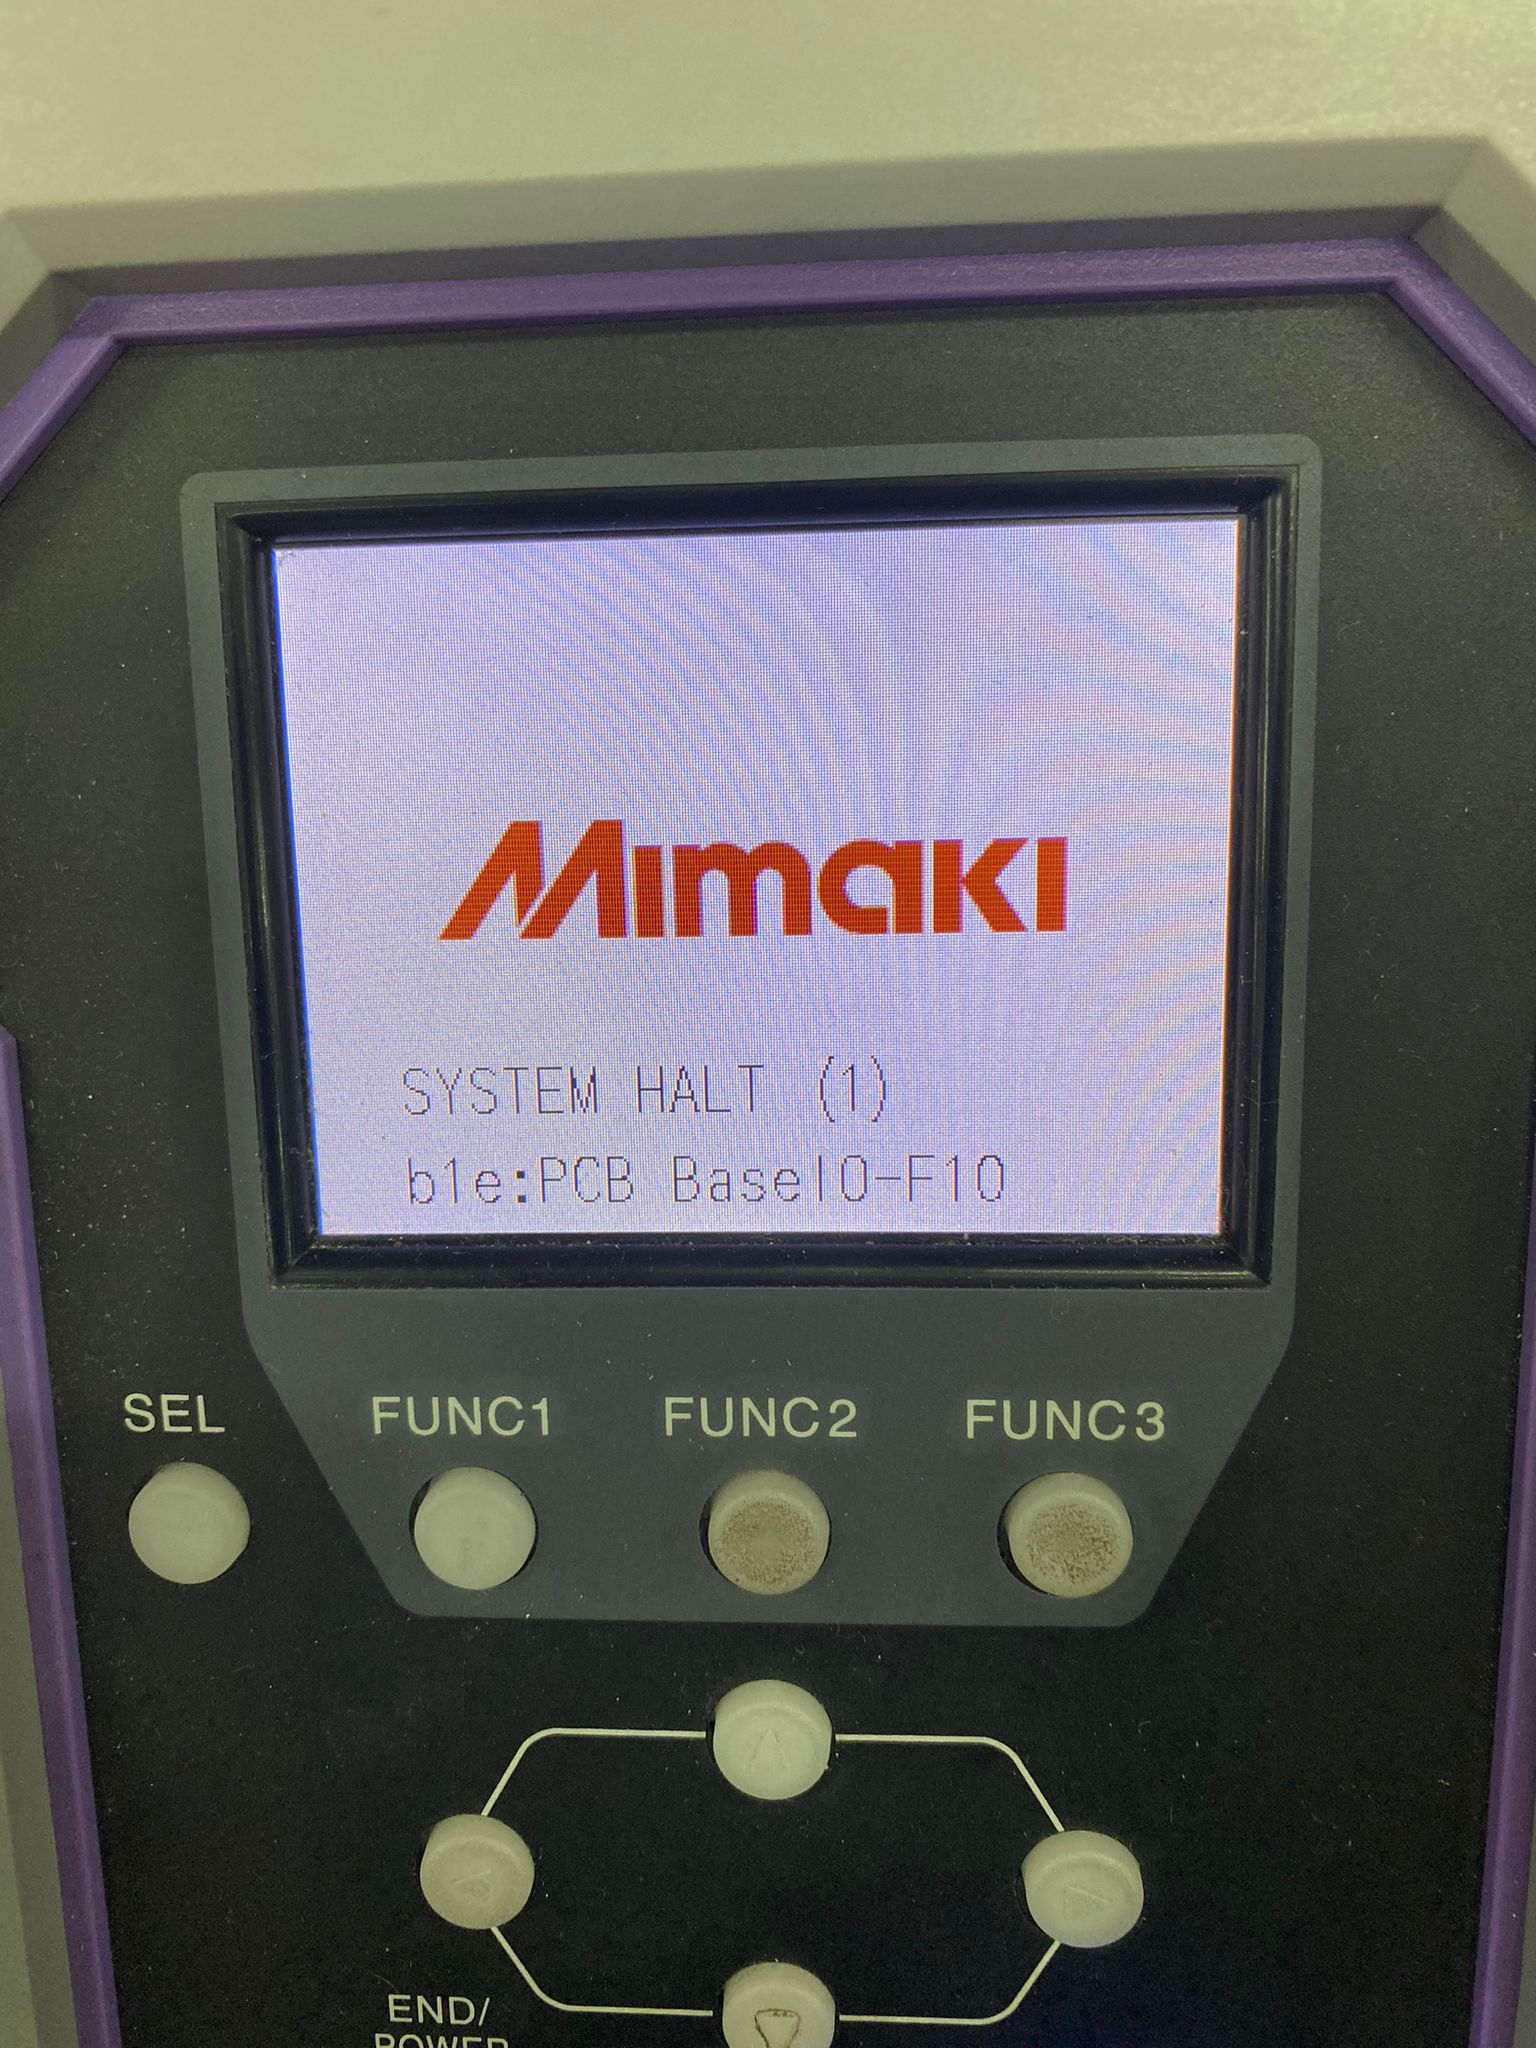 Mimaki
SYSTEM HALT (1)
b1e:PCB BaseIO-F10
SEL
FUNC1
FUNC2
FUNC3
END/
POWER